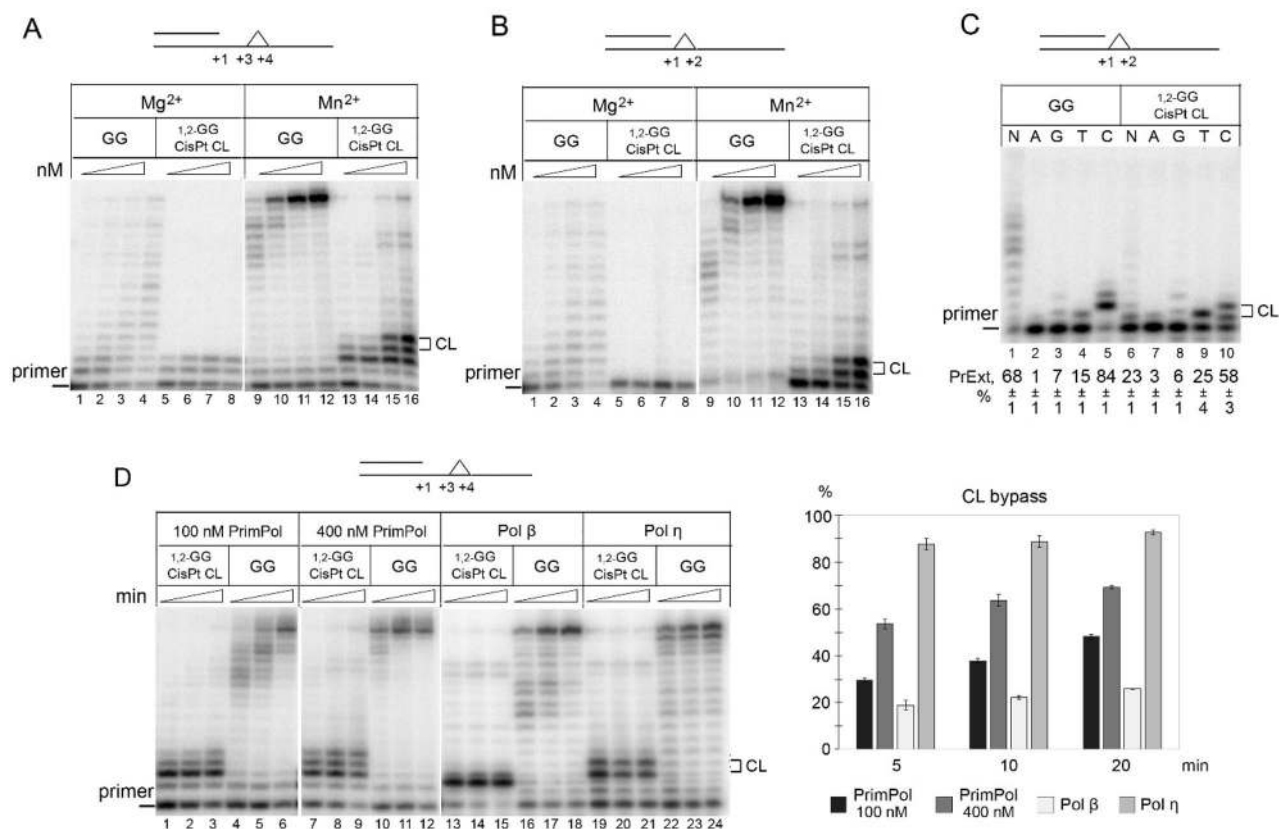 A
+1 +3 +4
Mg2+ Mn2+
GG 1,2-GG CisPt CL GG 1,2-GG CisPt CL
nM
CL
primer
1 2 3 4 5 6 7 8 9 10 11 12 13 14 15 16
B
+1 +2
Mg2+ Mn2+
GG 1,2-GG CisPt CL GG 1,2-GG CisPt CL
nM
CL
primer
1 2 3 4 5 6 7 8 9 10 11 12 13 14 15 16
C
+1 +2
GG 1,2-GG CisPt CL
N A G T C N A G T C
primer
CL
1 2 3 4 5 6 7 8 9 10
PrExt, 68 1 7 15 84 23 3 6 25 58
% ± ± ± ± ± ± ± ± ± ±
1 1 1 1 1 1 1 1 4 3
D
+1 +3 +4
100 nM PrimPol 400 nM PrimPol Pol β Pol η
1,2-GG CisPt CL GG 1,2-GG CisPt CL GG 1,2-GG CisPt CL GG 1,2-GG CisPt CL GG
min
CL
primer
1 2 3 4 5 6 7 8 9 10 11 12 13 14 15 16 17 18 19 20 21 22 23 24
% CL bypass
100
80
60
40
20
0
5 10 20 min
PrimPol 100 nM PrimPol 400 nM Pol β Pol η